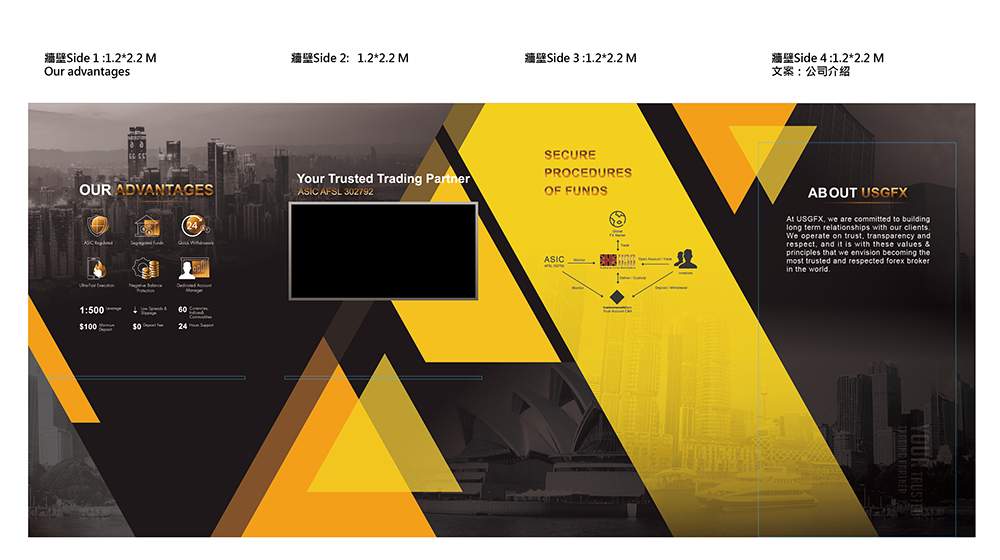 牆壁Side 1 :1.2*2.2 M
Our advantages
牆壁Side 2: 1.2*2.2 M
牆壁Side 3 :1.2*2.2 M
牆壁Side 4 :1.2*2.2 M
文案：公司介紹
OUR ADVANTAGES
ASIC Regulated
Segregated Funds
24
Quick Withdrawals
Ultra-Fast Execution
Negative Balance
Protection
Dedicated Account
Manager
1:500 Leverage
Low Spreads &
Slippage
60 Currencies,
Indices&
Commodities
$100 Minimum
Deposit
$0 Deposit Fee
24 Hours Support
Your Trusted Trading Partner
ASIC AFSL 302792
SECURE
PROCEDURES
OF FUNDS
Global
FX Market
Trade
ASIC
AFSL 302792
Monitor
Open Account / Trade
Investors
Deliver / Custody
Monitor
Deposit / Withdrawal
Trust Account CBA
ABOUT USGFX
At USGFX, we are committed to building
long term relationships with our clients.
We operate on trust, transparency and
respect, and it is with these values &
principles that we envision becoming the
most trusted and respected forex broker
in the world.
YOUR TRUSTED
TRADING PARTNER